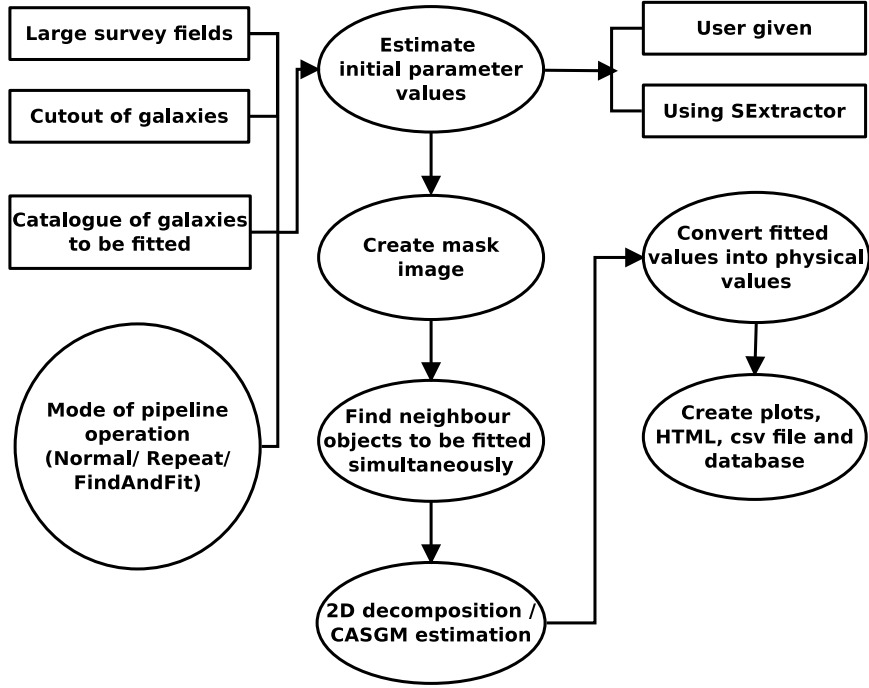 Large survey fields
Cutout of galaxies
Catalogue of galaxies
to be fitted
Mode of pipeline
operation
(Normal/ Repeat/
FindAndFit)
Estimate
initial parameter
values
User given
Using SExtractor
Create mask
image
Find neighbour
objects to be fitted
simultaneously
2D decomposition /
CASGM estimation
Convert fitted
values into physical
values
Create plots,
HTML, csv file and
database